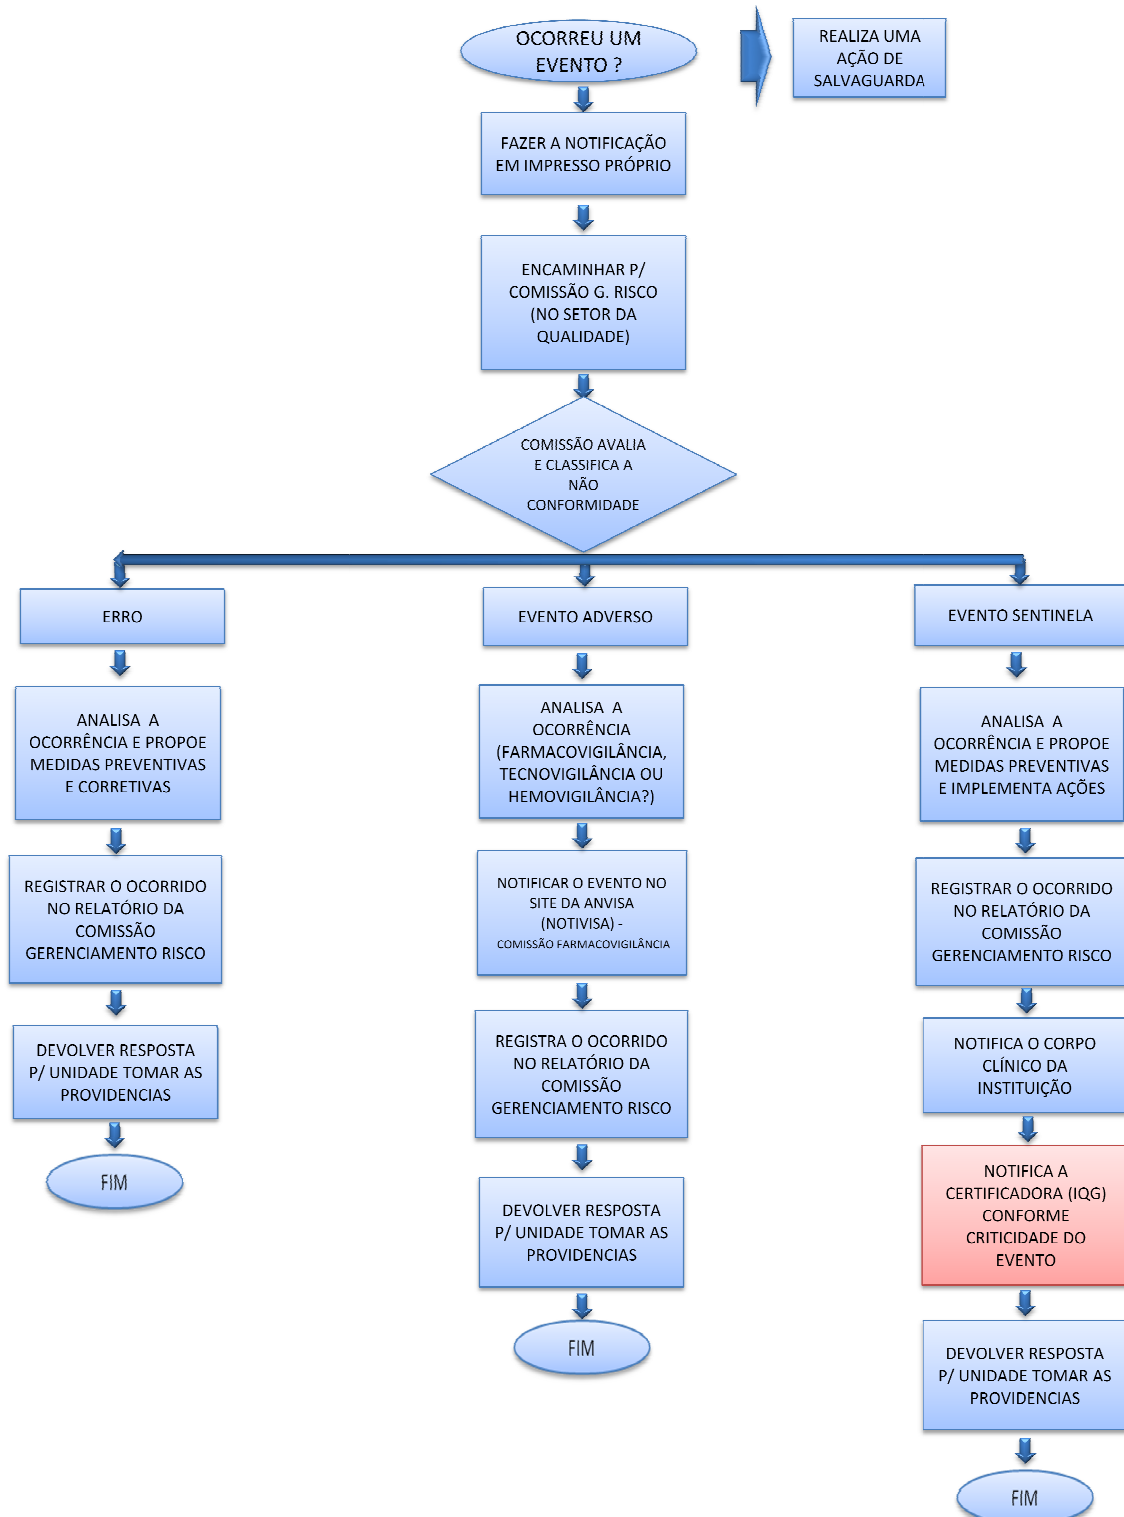 OCORREU UM
EVENTO ?
REALIZA UMA
AÇÃO DE
SALVAGUARDA
FAZER A NOTIFICAÇÃO
EM IMPRESSO PRÓPRIO
ENCAMINHAR P/
COMISSÃO G. RISCO
(NO SETOR DA
QUALIDADE)
COMISSÃO AVALIA
E CLASSIFICA A
NÃO
CONFORMIDADE
ERRO
ANALISA A
OCORRÊNCIA E PROPOE
MEDIDAS PREVENTIVAS
E CORRETIVAS
REGISTRAR O OCORRIDO
NO RELATÓRIO DA
COMISSÃO
GERENCIAMENTO RISCO
DEVOLVER RESPOSTA
P/ UNIDADE TOMAR AS
PROVIDENCIAS
FIM
EVENTO ADVERSO
ANALISA A
OCORRÊNCIA
(FARMACOVIGILÂNCIA,
TECNOVIGILÂNCIA OU
HEMOVIGILÂNCIA?)
NOTIFICAR O EVENTO NO
SITE DA ANVISA
(NOTIVISA) -
COMISSÃO FARMACOVIGILÂNCIA
REGISTRA O OCORRIDO
NO RELATÓRIO DA
COMISSÃO
GERENCIAMENTO RISCO
DEVOLVER RESPOSTA
P/ UNIDADE TOMAR AS
PROVIDENCIAS
FIM
EVENTO SENTINELA
ANALISA A
OCORRÊNCIA E PROPOE
MEDIDAS PREVENTIVAS
E IMPLEMENTA AÇÕES
REGISTRAR O OCORRIDO
NO RELATÓRIO DA
COMISSÃO
GERENCIAMENTO RISCO
NOTIFICA O CORPO
CLÍNICO DA
INSTITUIÇÃO
NOTIFICA A
CERTIFICADORA (IQG)
CONFORME
CRITICIDADE DO
EVENTO
DEVOLVER RESPOSTA
P/ UNIDADE TOMAR AS
PROVIDENCIAS
FIM